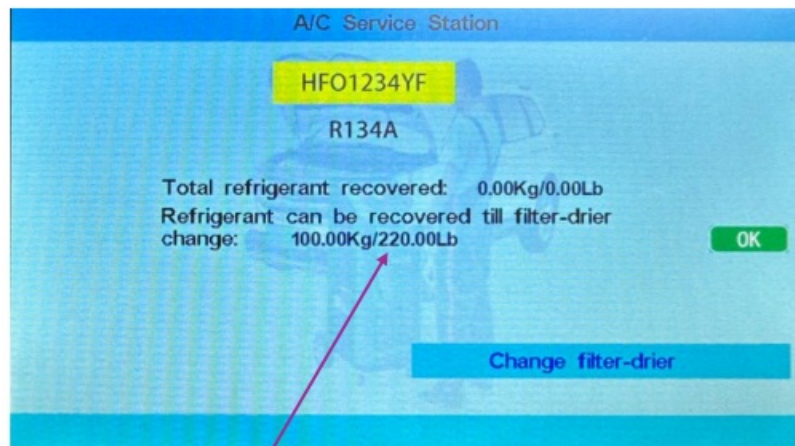 A/C Service Station
HFO1234YF
R134A
Total refrigerant recovered: 0.00Kg/0.00Lb
Refrigerant can be recovered till filter-drier
change: 100.00Kg/220.00Lb
OK
Change filter-drier